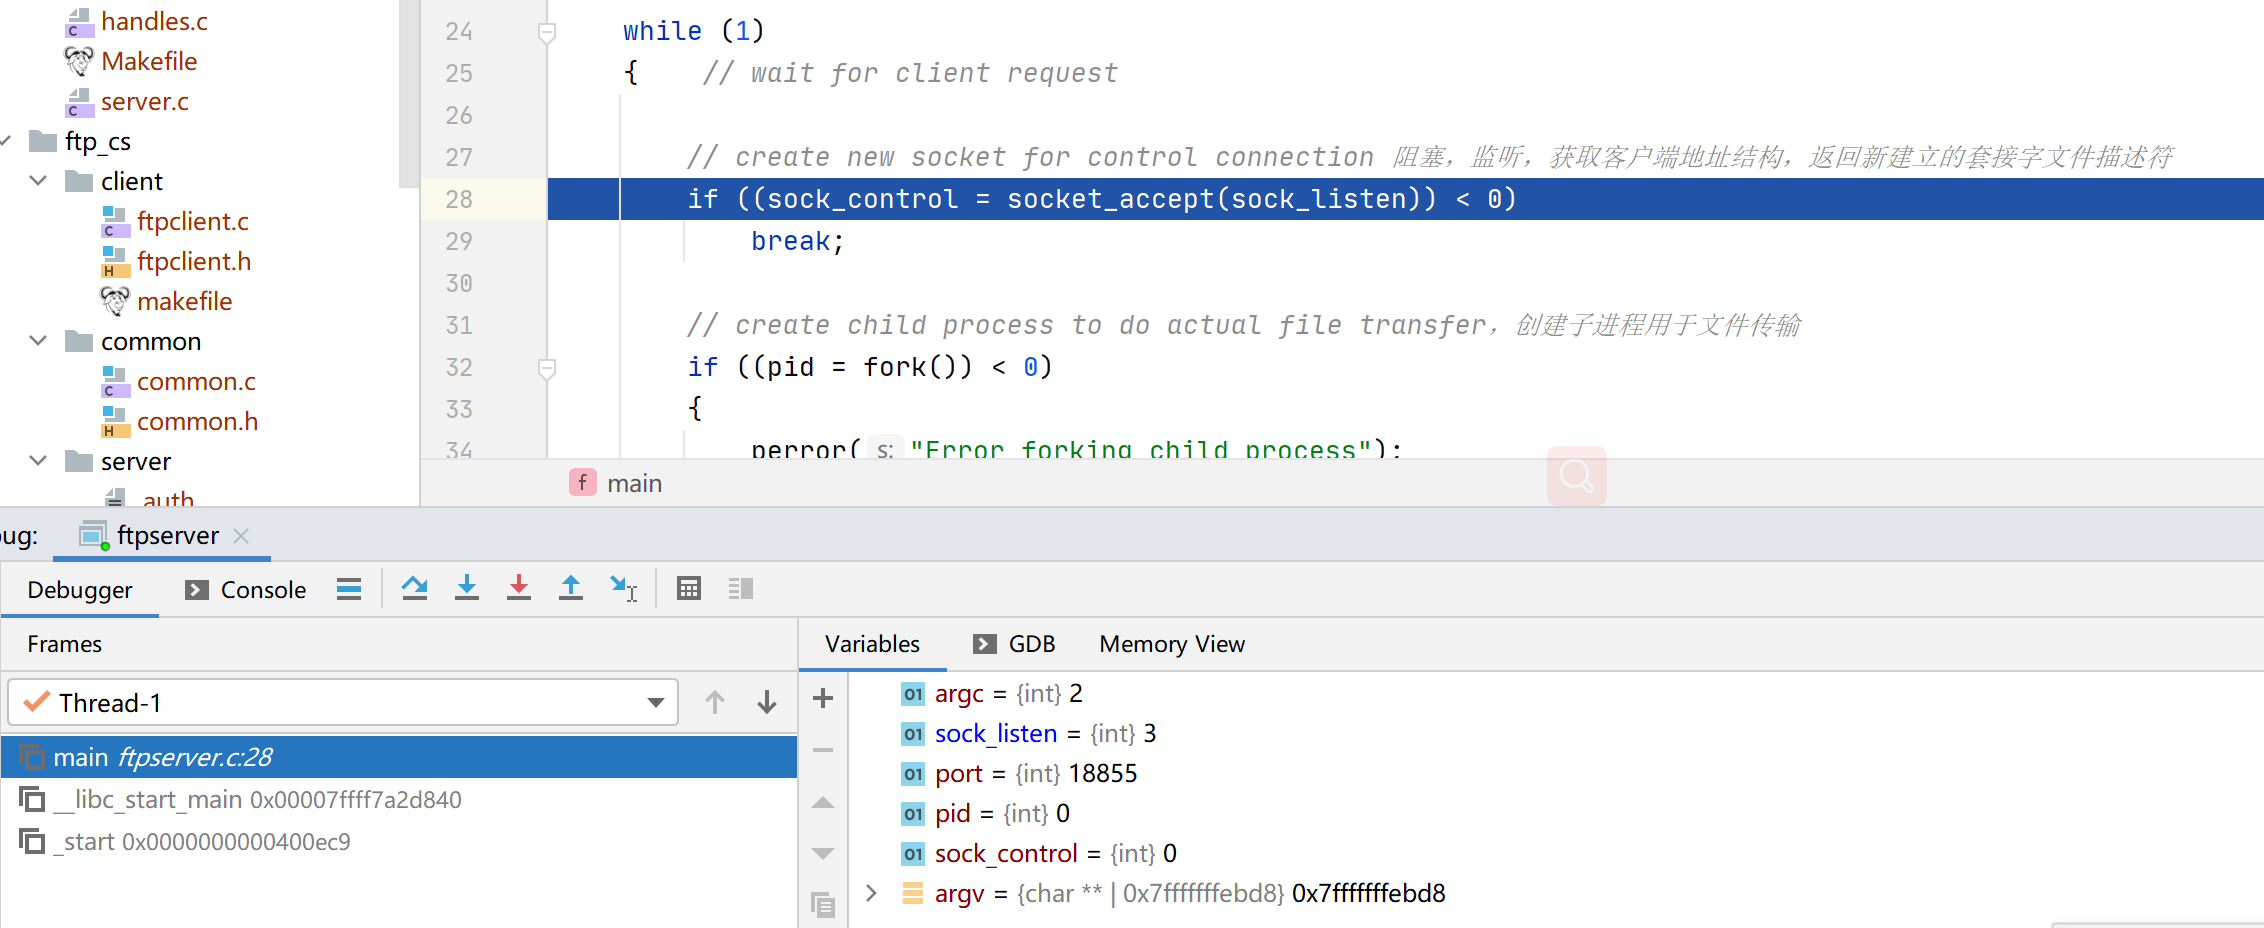 handles.c
Makefile
server.c
ftp_cs
client
ftpclient.c
ftpclient.h
makefile
common
common.c
common.h
server
.auth
24 while (1)
25 { // wait for client request
26
27 // create new socket for control connection 阻塞，监听，获取客户端地址结构，返回新建立的套接字文件描述符
28 if ((sock_control = socket_accept(sock_listen)) < 0)
29 break;
30
31 // create child process to do actual file transfer，创建子进程用于文件传输
32 if ((pid = fork()) < 0)
33 {
34 perror( s: "Error forking child process");
f main
ug: ftpserver
Debugger Console
Frames
Variables GDB Memory View
Thread-1
main ftpserver.c:28
__libc_start_main 0x00007ffff7a2d840
_start 0x0000000000400ec9
argc = {int} 2
sock_listen = {int} 3
port = {int} 18855
pid = {int} 0
sock_control = {int} 0
argv = {char ** | 0x7fffffffebd8} 0x7fffffffebd8